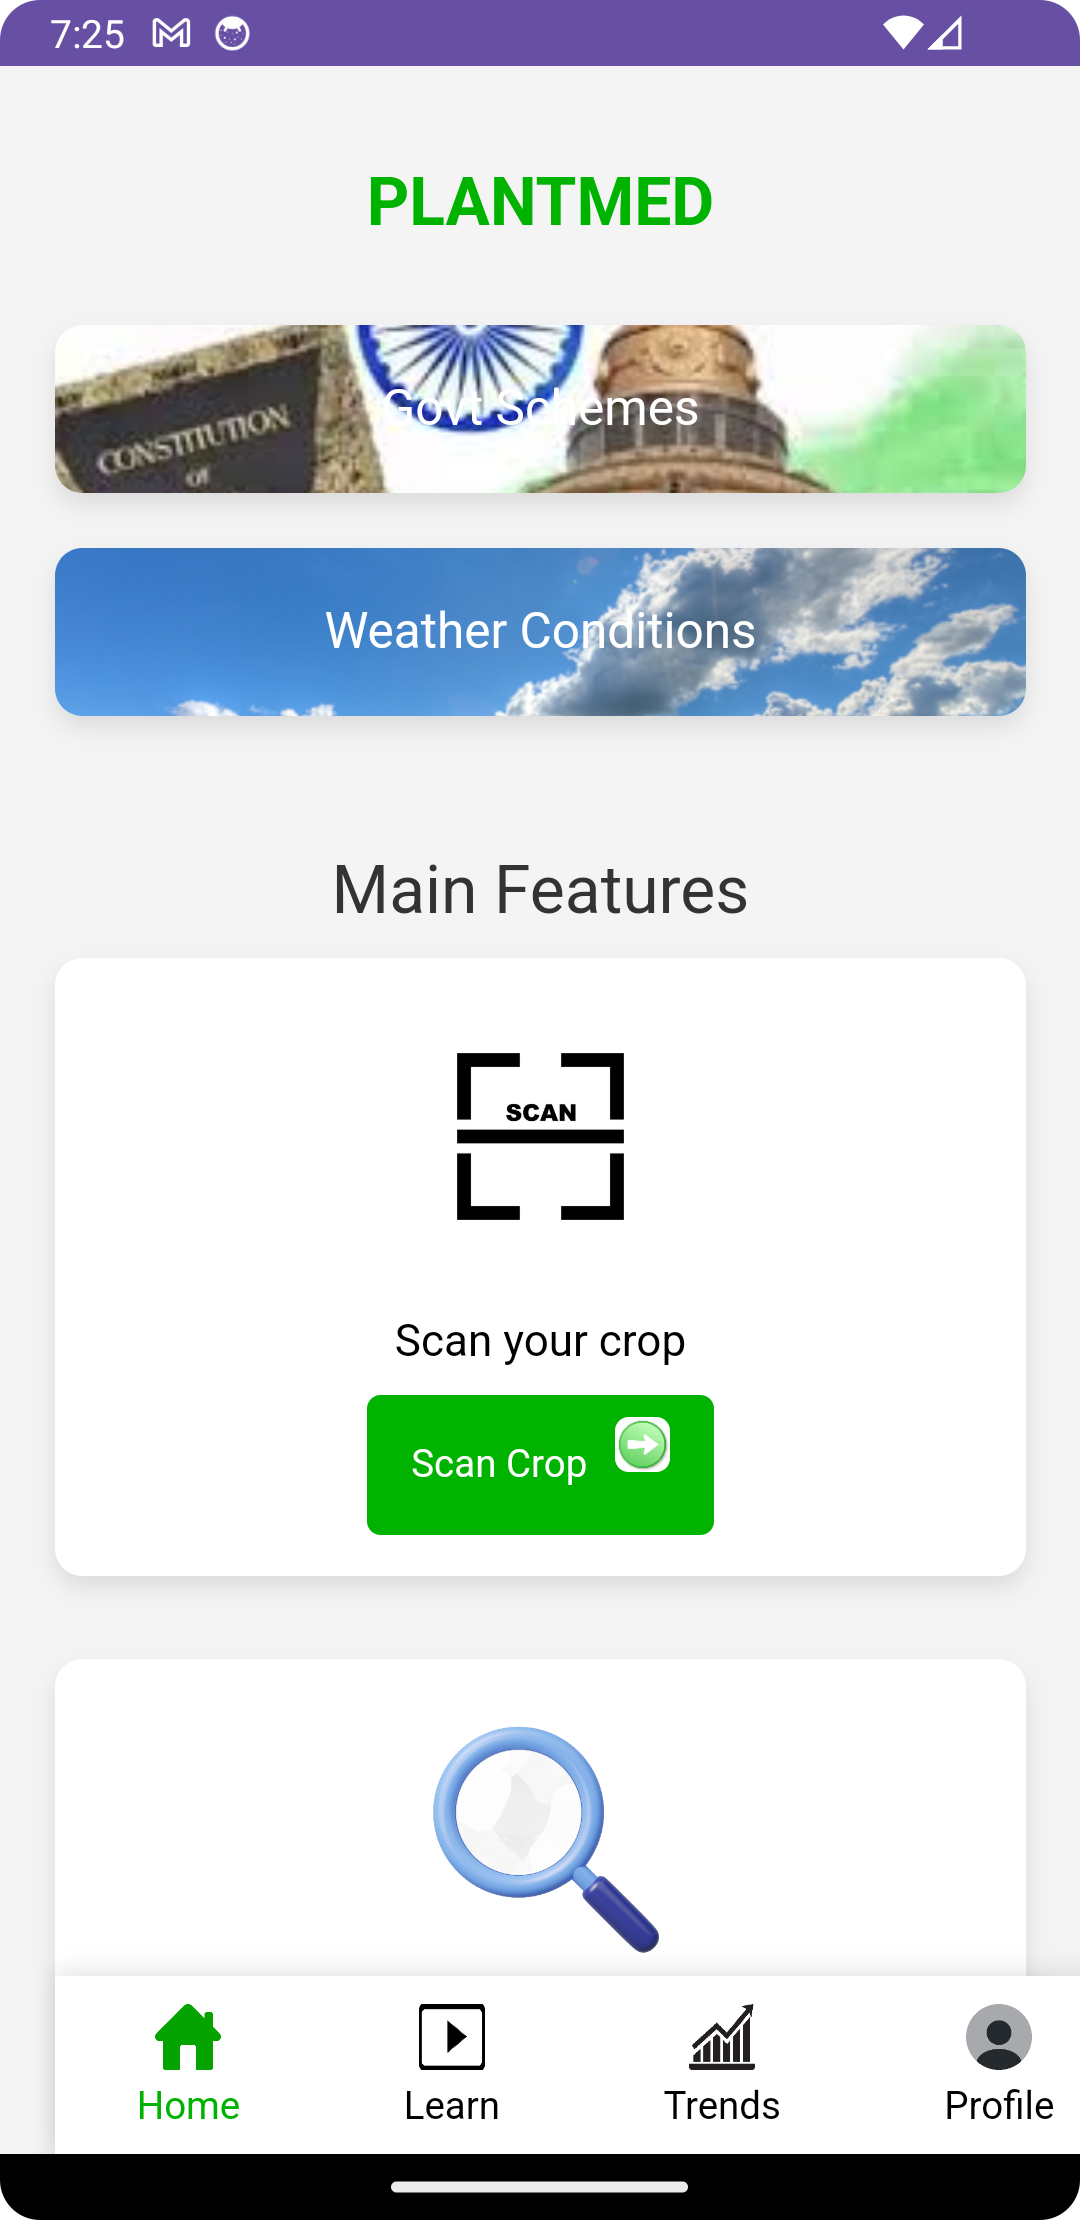 7:25
PLANTMED
CONSTITUTION
OF
Govt Schemes
Weather Conditions
Main Features
SCAN
Scan your crop
Scan Crop
Home
Learn
Trends
Profile